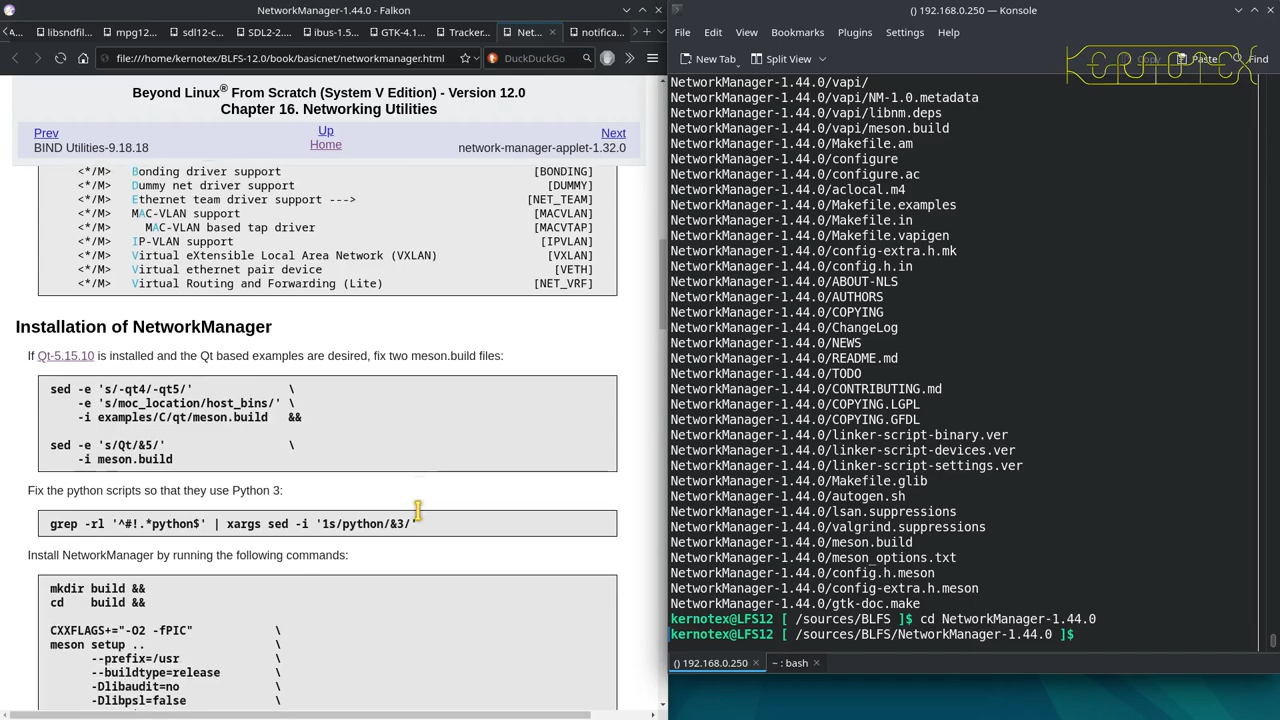 NetworkManager-1.44.0 - Falkon
libsndfil...
mpg12...
sdl12-c...
SDL2-2....
ibus-1.5...
GTK-4.1...
Tracker...
Net...
notifica...
file:///home/kernotex/BLFS-12.0/book/basicnet/networkmanager.html
DuckDuckGo
Beyond Linux® From Scratch (System V Edition) - Version 12.0
Chapter 16. Networking Utilities
Prev Up Next
BIND Utilities-9.18.18 Home network-manager-applet-1.32.0
<*/M> Bonding driver support [BONDING]
<*/M> Dummy net driver support [DUMMY]
<*/M> Ethernet team driver support ---> [NET_TEAM]
<*/M> MAC-VLAN support [MACVLAN]
<*/M> MAC-VLAN based tap driver [MACVTAP]
<*/M> IP-VLAN support [IPVLAN]
<*/M> Virtual eXtensible Local Area Network (VXLAN) [VXLAN]
<*/M> Virtual ethernet pair device [VETH]
<*/M> Virtual Routing and Forwarding (Lite) [NET_VRF]
Installation of NetworkManager
If Qt-5.15.10 is installed and the Qt based examples are desired, fix two meson.build files:
sed -e 's/-qt4/-qt5/' \
-e 's/moc_location/host_bins/' \
-i examples/C/qt/meson.build &&
sed -e 's/Qt/&5/' \
-i meson.build
Fix the python scripts so that they use Python 3:
grep -rl '^#!.*python$' | xargs sed -i '1s/python/&3/'
Install NetworkManager by running the following commands:
mkdir build &&
cd build &&
CXXFLAGS+="-O2 -fPIC" \
meson setup .. \
--prefix=/usr \
--buildtype=release \
-Dlibaudit=no \
-Dlibpsl=false \
() 192.168.0.250 — Konsole
File Edit View Bookmarks Plugins Settings Help
New Tab Split View Copy Paste Find
KERNOTEX
NetworkManager-1.44.0/vapi/
NetworkManager-1.44.0/vapi/NM-1.0.metadata
NetworkManager-1.44.0/vapi/libnm.deps
NetworkManager-1.44.0/vapi/meson.build
NetworkManager-1.44.0/Makefile.am
NetworkManager-1.44.0/configure
NetworkManager-1.44.0/configure.ac
NetworkManager-1.44.0/aclocal.m4
NetworkManager-1.44.0/Makefile.examples
NetworkManager-1.44.0/Makefile.in
NetworkManager-1.44.0/Makefile.vapigen
NetworkManager-1.44.0/config-extra.h.mk
NetworkManager-1.44.0/config.h.in
NetworkManager-1.44.0/ABOUT-NLS
NetworkManager-1.44.0/AUTHORS
NetworkManager-1.44.0/COPYING
NetworkManager-1.44.0/ChangeLog
NetworkManager-1.44.0/NEWS
NetworkManager-1.44.0/README.md
NetworkManager-1.44.0/TODO
NetworkManager-1.44.0/CONTRIBUTING.md
NetworkManager-1.44.0/COPYING.LGPL
NetworkManager-1.44.0/COPYING.GFDL
NetworkManager-1.44.0/linker-script-binary.ver
NetworkManager-1.44.0/linker-script-devices.ver
NetworkManager-1.44.0/linker-script-settings.ver
NetworkManager-1.44.0/Makefile.glib
NetworkManager-1.44.0/autogen.sh
NetworkManager-1.44.0/lsan.suppressions
NetworkManager-1.44.0/valgrind.suppressions
NetworkManager-1.44.0/meson.build
NetworkManager-1.44.0/meson_options.txt
NetworkManager-1.44.0/config.h.meson
NetworkManager-1.44.0/config-extra.h.meson
NetworkManager-1.44.0/gtk-doc.make
kernotex@LFS12 [ /sources/BLFS ]$ cd NetworkManager-1.44.0
kernotex@LFS12 [ /sources/BLFS/NetworkManager-1.44.0 ]$
() 192.168.0.250
~ : bash